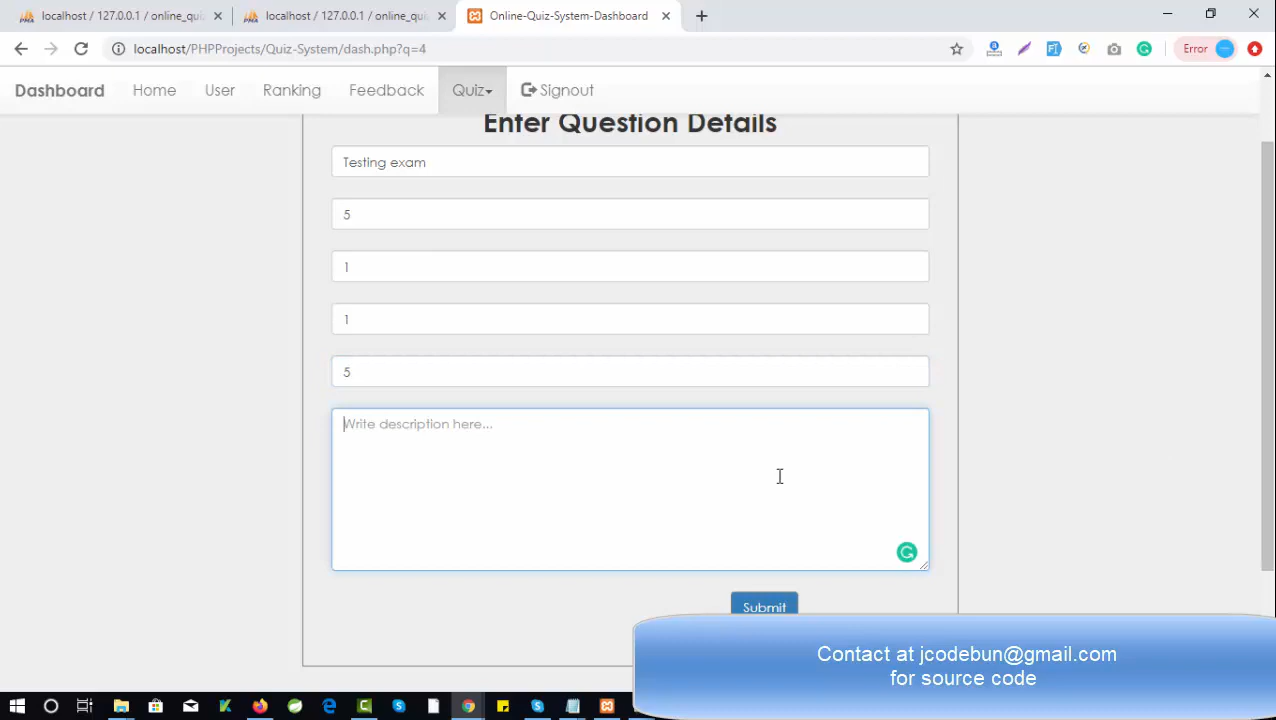 localhost / 127.0.0.1 / online_qui
localhost / 127.0.0.1 / online_qu
Online-Quiz-System-Dashboard
localhost/PHPProjects/Quiz-System/dash.php?q=4
Error
Dashboard
Home
User
Ranking
Feedback
Quiz
Signout
Enter Question Details
Testing exam
5
1
1
5
Write description here...
Submit
Contact at jcodebun@gmail.com
for source code